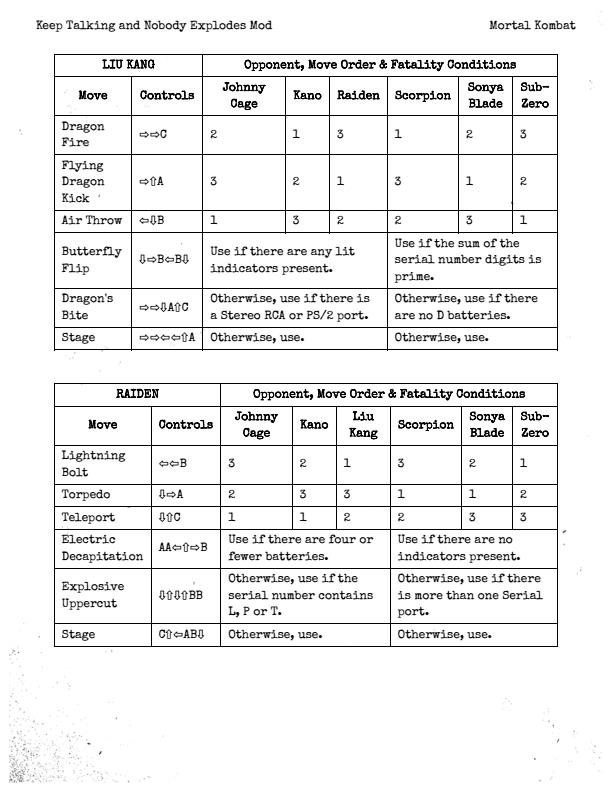 Keep Talking and Nobody Explodes Mod Mortal Kombat
LIU KANG Opponent, Move Order & Fatality Conditions
Move Controls Johnny Cage Kano Raiden Scorpion Sonya Blade Sub-Zero
Dragon Fire ⇨⇨C 2 1 3 1 2 3
Flying Dragon Kick ⇨⇧A 3 2 1 3 1 2
Air Throw ⇦⇩B 1 3 2 2 3 1
Butterfly Flip ⇩⇨B⇦B⇩ Use if there are any lit indicators present. Use if the sum of the serial number digits is prime.
Dragon's Bite ⇨⇨⇩A⇧C Otherwise, use if there is a Stereo RCA or PS/2 port. Otherwise, use if there are no D batteries.
Stage ⇨⇨⇦⇦⇧A Otherwise, use. Otherwise, use.
RAIDEN Opponent, Move Order & Fatality Conditions
Move Controls Johnny Cage Kano Liu Kang Scorpion Sonya Blade Sub-Zero
Lightning Bolt ⇦⇦B 3 2 1 3 2 1
Torpedo ⇩⇨A 2 3 3 1 1 2
Teleport ⇩⇧C 1 1 2 2 3 3
Electric Decapitation AA⇦⇧⇨B Use if there are four or fewer batteries. Use if there are no indicators present.
Explosive Uppercut ⇩⇧⇩⇧BB Otherwise, use if the serial number contains L, P or T. Otherwise, use if there is more than one Serial port.
Stage C⇧⇦AB⇩ Otherwise, use. Otherwise, use.